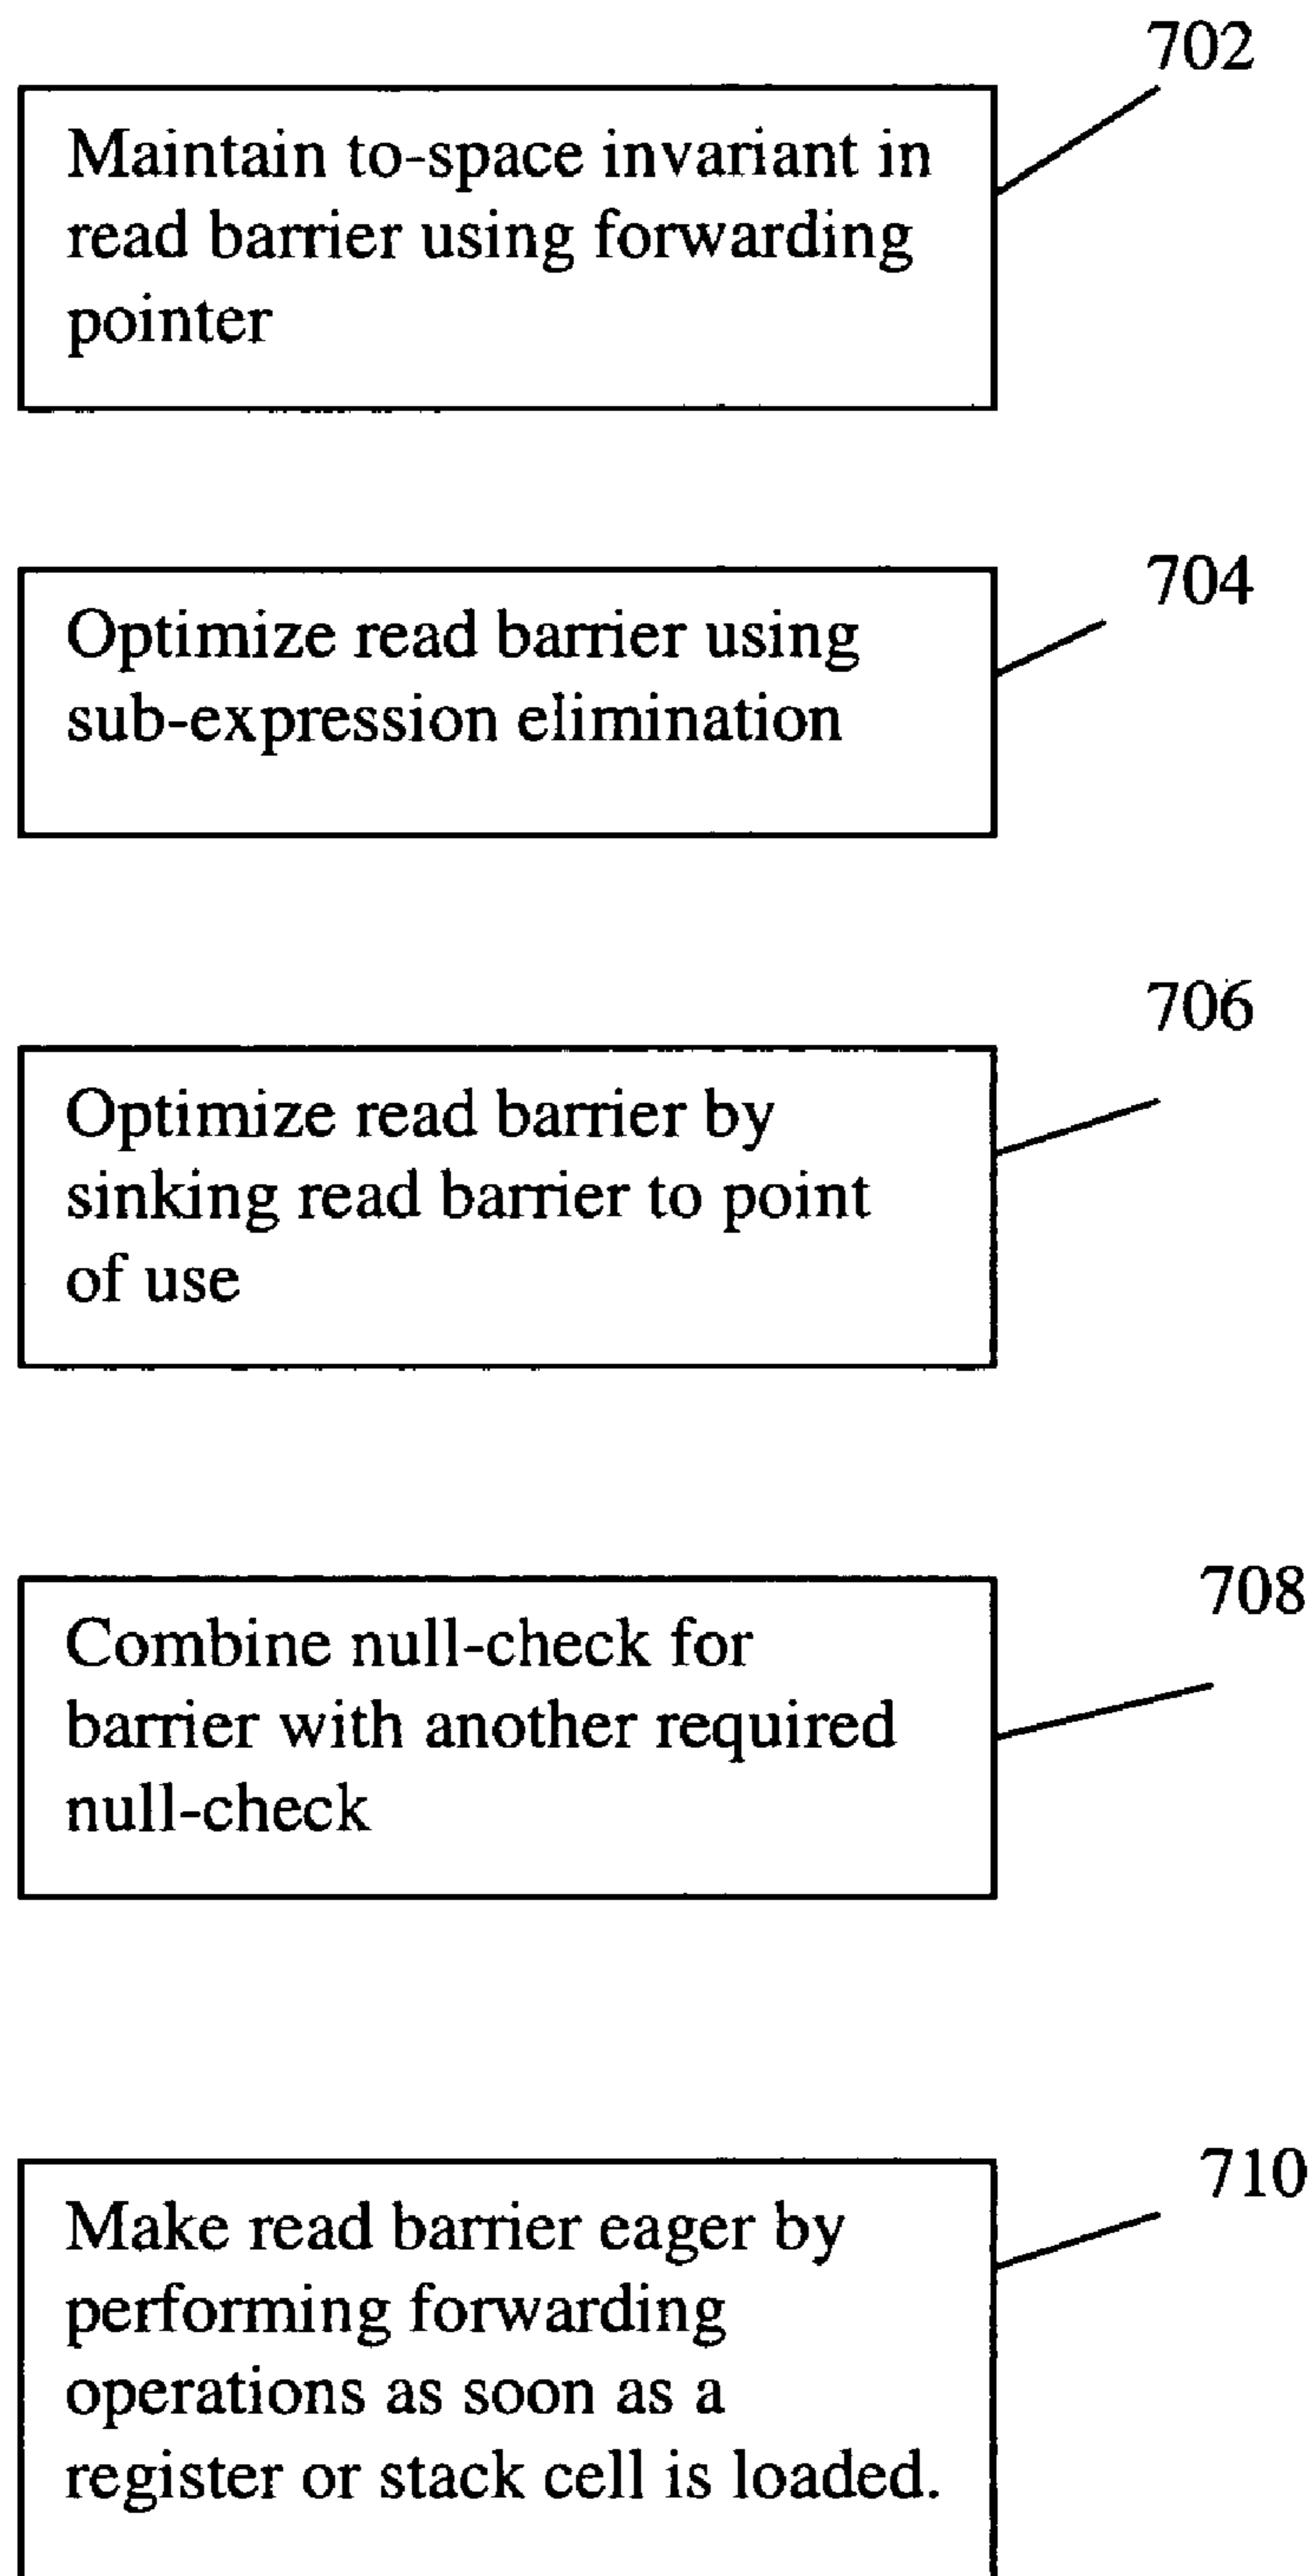 702
Maintain to-space invariant in
read barrier using forwarding
pointer
704
Optimize read barrier using
sub-expression elimination
706
Optimize read barrier by
sinking read barrier to point
of use
708
Combine null-check for
barrier with another required
null-check
710
Make read barrier eager by
performing forwarding
operations as soon as a
register or stack cell is loaded.